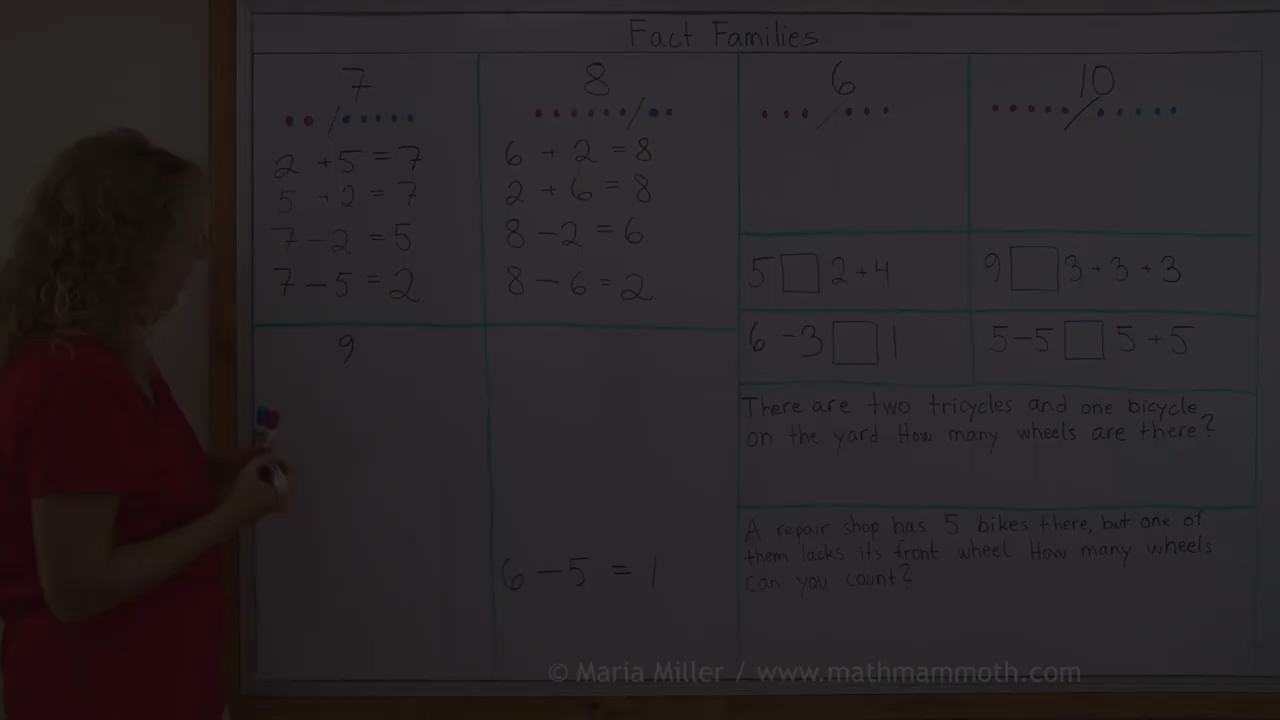 Fact Families
7
2 + 5 = 7
5 + 2 = 7
7 - 2 = 5
7 - 5 = 2
8
6 + 2 = 8
2 + 6 = 8
8 - 2 = 6
8 - 6 = 2
6
10
5 □ 2 + 4
9 □ 3 + 3 + 3
6 - 3 □ 1
5 - 5 □ 5 + 5
9
6 - 5 = 1
There are two tricycles and one bicycle
on the yard How many wheels are there?
A repair shop has 5 bikes there, but one of
them lacks its front wheel How many wheels
can you count?
© Maria Miller / www.mathmammoth.com